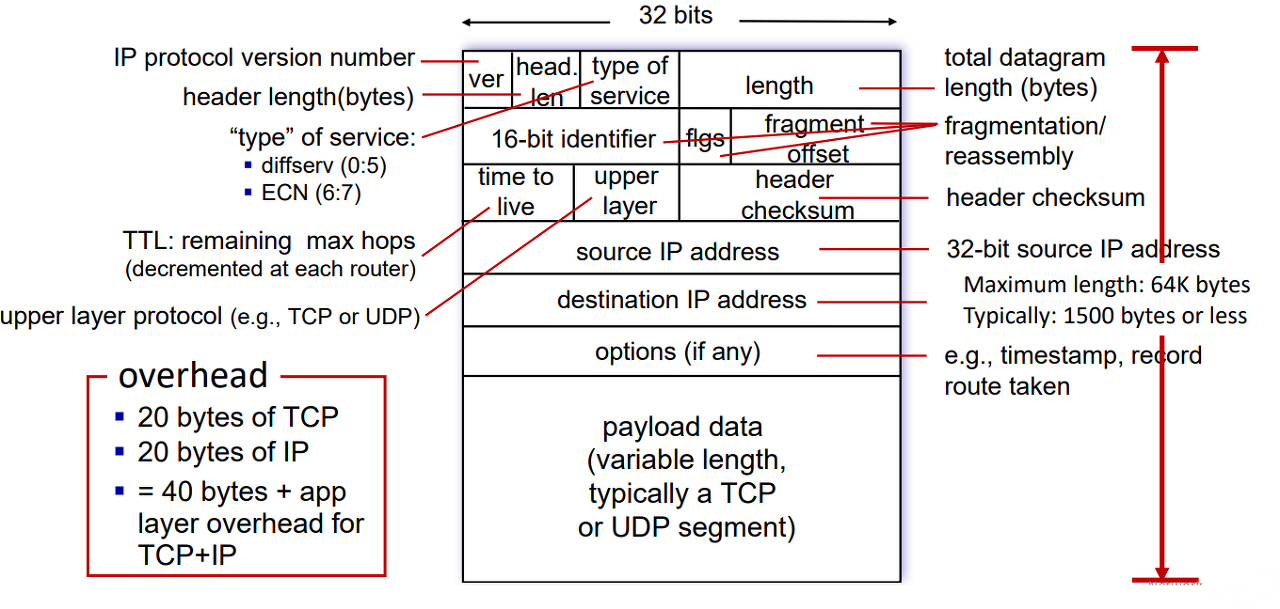 32 bits
IP protocol version number
header length(bytes)
“type” of service:
diffserv (0:5)
ECN (6:7)
TTL: remaining max hops
(decremented at each router)
upper layer protocol (e.g., TCP or UDP)
overhead
20 bytes of TCP
20 bytes of IP
= 40 bytes + app
layer overhead for
TCP+IP
ver
head.
len
type of
service
length
16-bit identifier
flgs
fragment
offset
time to
live
upper
layer
header
checksum
source IP address
destination IP address
options (if any)
payload data
(variable length,
typically a TCP
or UDP segment)
total datagram
length (bytes)
fragmentation/
reassembly
header checksum
32-bit source IP address
Maximum length: 64K bytes
Typically: 1500 bytes or less
e.g., timestamp, record
route taken